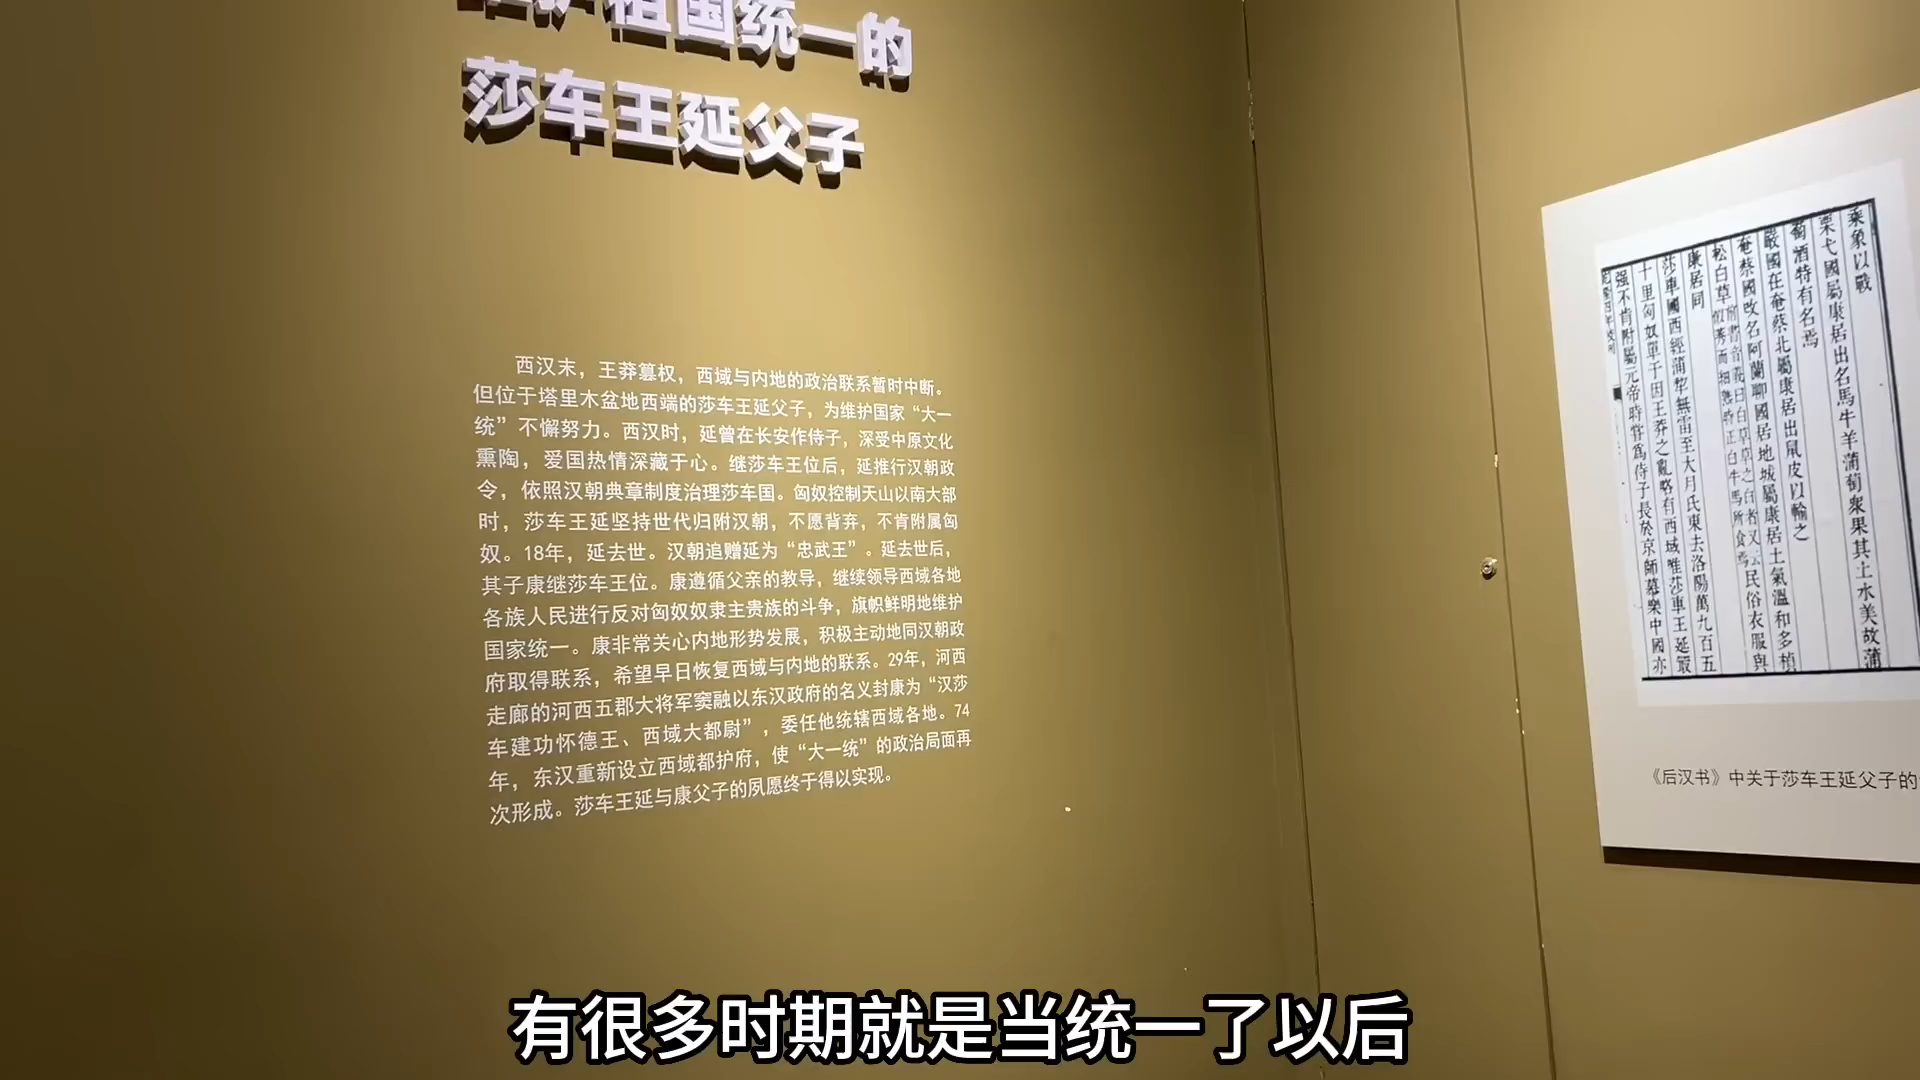 维护祖国统一的
莎车王延父子
西汉末，王莽篡权，西域与内地的政治联系暂时中断。
但位于塔里木盆地西端的莎车王延父子，为维护国家“大一
统”不懈努力。西汉时，延曾在长安作侍子，深受中原文化
熏陶，爱国热情深藏于心。继莎车王位后，延推行汉朝政
令，依照汉朝典章制度治理莎车国。匈奴控制天山以南大部
时，莎车王延坚持世代归附汉朝，不愿背弃，不肯附属匈
奴。18年，延去世。汉朝追赠延为“忠武王”。延去世后，
其子康继莎车王位。康遵循父亲的教导，继续领导西域各地
各族人民进行反对匈奴奴隶主贵族的斗争，旗帜鲜明地维护
国家统一。康非常关心内地形势发展，积极主动地同汉朝政
府取得联系，希望早日恢复西域与内地的联系。29年，河西
走廊的河西五郡大将军窦融以东汉政府的名义封康为“汉莎
车建功怀德王、西域大都尉”，委任他统辖西域各地。74
年，东汉重新设立西域都护府，使“大一统”的政治局面再
次形成。莎车王延与康父子的夙愿终于得以实现。
乘象以戰
栗弋國屬康居出名馬牛羊蒲萄衆果其土水美故蒲
萄酒特有名焉
嚴國在奄蔡北屬康居出鼠皮以輸之
奄蔡國改名阿蘭聊國居地城屬康居土氣溫和多楨
松白草民俗衣服與
康居同
莎車國西經蒲犂無雷至大月氏東去洛陽萬九百五
十里匈奴單于因王莽之亂略有西域唯莎車王延最
强不肯附屬元帝時嘗爲侍子長於京師慕樂中國亦
《后汉书》中关于莎车王延父子的
有很多时期就是当统一了以后